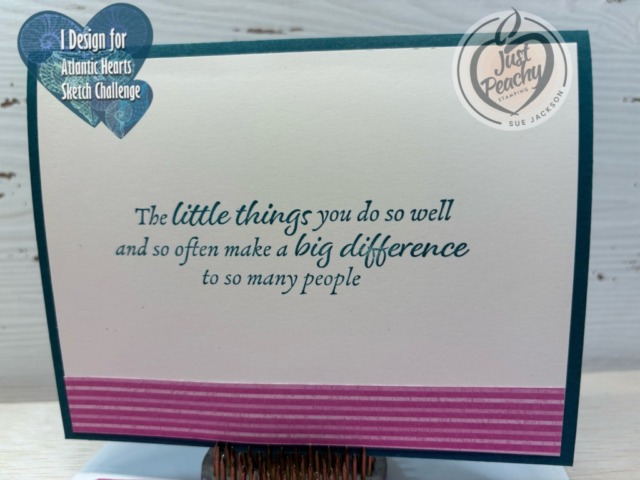 I Design for
Atlantic Hearts
Sketch Challenge
Just
Peachy
STAMPING
SUE JACKSON
The little things you do so well
and so often make a big difference
to so many people